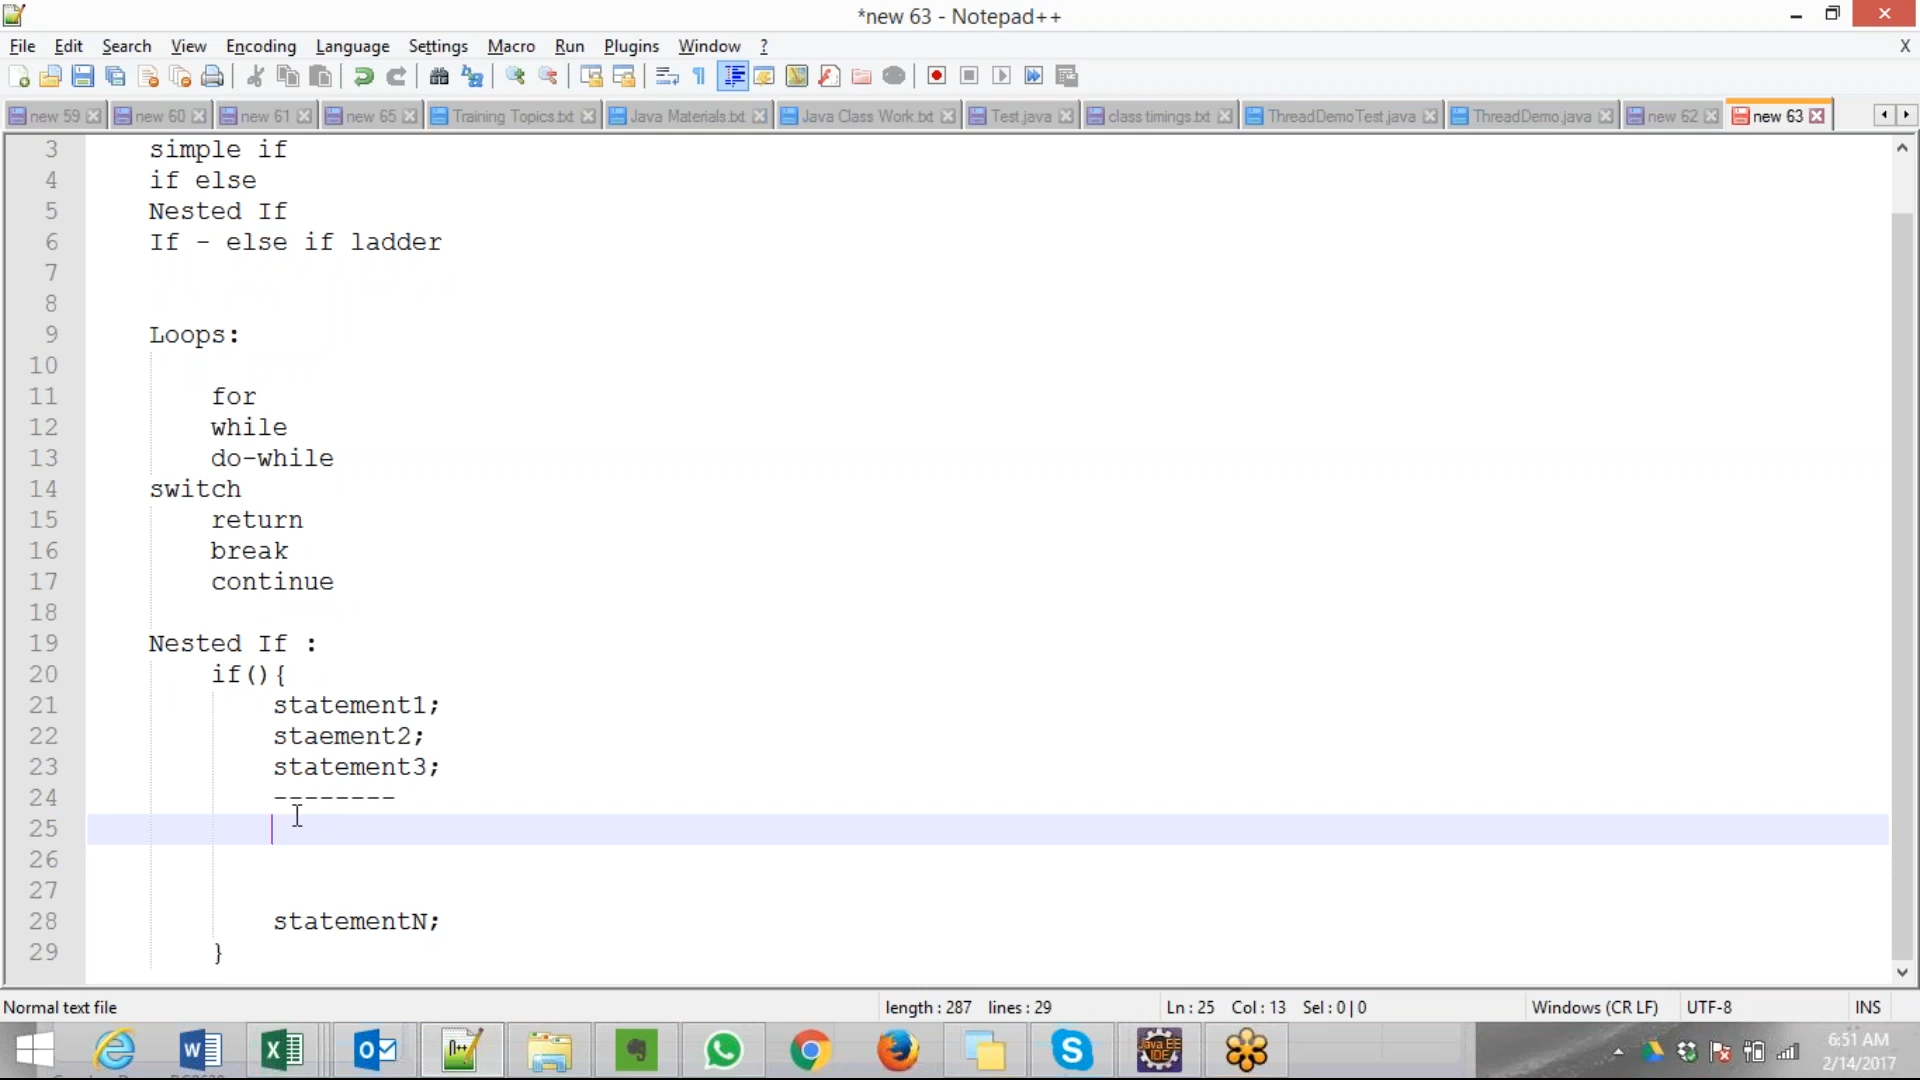 *new 63 - Notepad++
File Edit Search View Encoding Language Settings Macro Run Plugins Window ? X
new 59 new 60 new 61 new 65 Training Topics.txt Java Materials.txt Java Class Work.txt Test.java class timings.txt ThreadDemoTest.java ThreadDemo.java new 62 new 63
3 simple if
4 if else
5 Nested If
6 If - else if ladder
7
8
9 Loops:
10
11 for
12 while
13 do-while
14 switch
15 return
16 break
17 continue
18
19 Nested If :
20 if(){
21 statement1;
22 staement2;
23 statement3;
24 --------
25
26
27
28 statementN;
29 }
Normal text file length : 287 lines : 29 Ln : 25 Col : 13 Sel : 0 | 0 Windows (CR LF) UTF-8 INS
Java EE
IDE
6:51 AM
2/14/2017